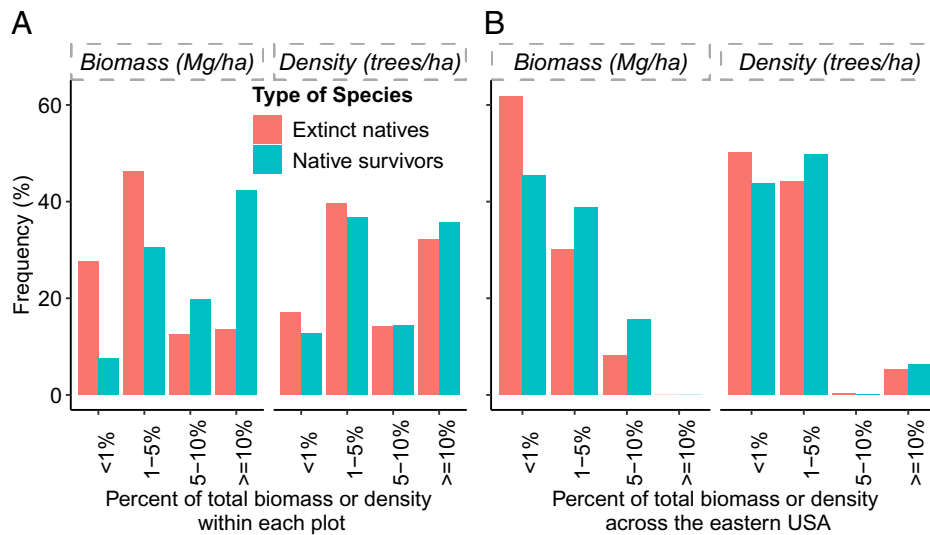 A
B
Biomass (Mg/ha)
Density (trees/ha)
Biomass (Mg/ha)
Density (trees/ha)
Type of Species
Extinct natives
Native survivors
Frequency (%)
60
40
20
0
<1%
1−5%
5−10%
>=10%
<1%
1−5%
5−10%
>=10%
<1%
1−5%
5−10%
>=10%
<1%
1−5%
5−10%
>=10%
Percent of total biomass or density
within each plot
Percent of total biomass or density
across the eastern USA